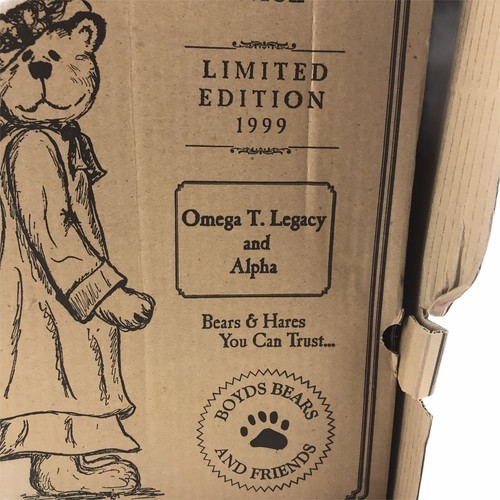 LIMITED
EDITION
1999
Omega T. Legacy
and
Alpha
Bears & Hares
You Can Trust...
BOYDS BEARS
AND FRIENDS